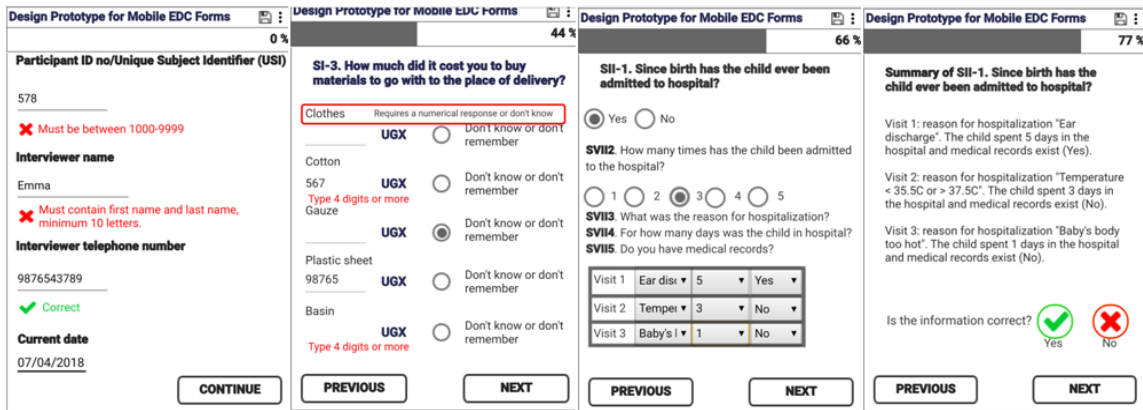 Design Prototype for Mobile EDC Forms
0 %
Participant ID no/Unique Subject Identifier (USI)
578
Must be between 1000-9999
Interviewer name
Emma
Must contain first name and last name,
minimum 10 letters.
Interviewer telephone number
9876543789
Correct
Current date
07/04/2018
CONTINUE
Design Prototype for Mobile EDC Forms
44 %
SI-3. How much did it cost you to buy
materials to go with to the place of delivery?
Clothes Requires a numerical response or don't know
UGX Don't know or don't
remember
Cotton
567 UGX Don't know or don't
remember
Type 4 digits or more
Gauze
UGX Don't know or don't
remember
Plastic sheet
98765 UGX Don't know or don't
remember
Basin
UGX Don't know or don't
remember
Type 4 digits or more
PREVIOUS NEXT
Design Prototype for Mobile EDC Forms
66 %
SII-1. Since birth has the child ever been
admitted to hospital?
Yes No
SVII2. How many times has the child been admitted
to the hospital?
1 2 3 4 5
SVII3. What was the reason for hospitalization?
SVII4. For how many days was the child in hospital?
SVII5. Do you have medical records?
Visit 1 Ear dis 5 Yes
Visit 2 Temper 3 No
Visit 3 Baby's 1 No
PREVIOUS NEXT
Design Prototype for Mobile EDC Forms
77 %
Summary of SII-1. Since birth has the
child ever been admitted to hospital?
Visit 1: reason for hospitalization "Ear
discharge". The child spent 5 days in the
hospital and medical records exist (Yes).
Visit 2: reason for hospitalization "Temperature
< 35.5C or > 37.5C". The child spent 3 days in
the hospital and medical records exist (No).
Visit 3: reason for hospitalization "Baby's body
too hot". The child spent 1 days in the hospital
and medical records exist (No).
Is the information correct?
Yes No
PREVIOUS NEXT